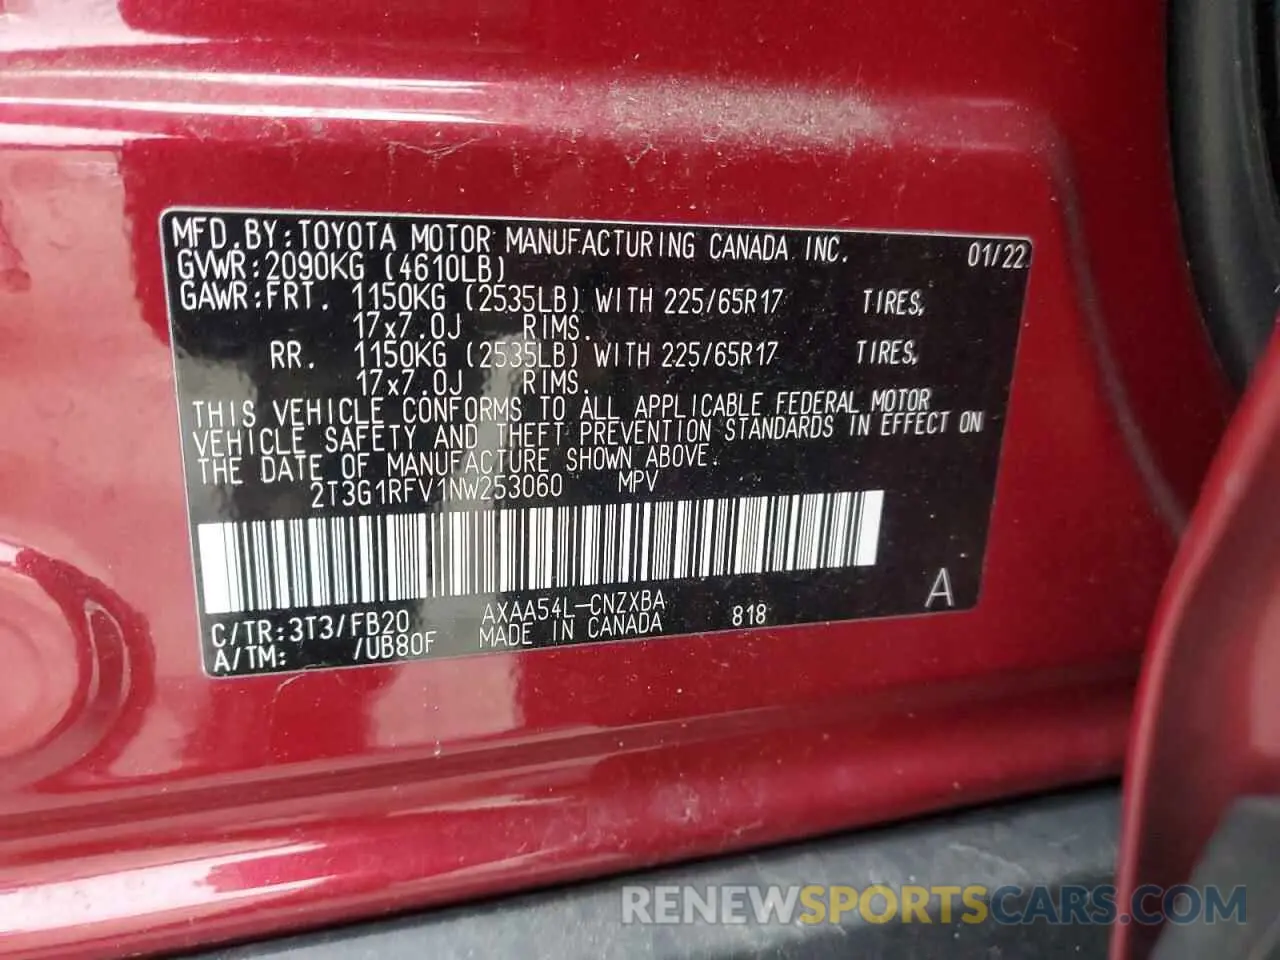 MFD.BY:TOYOTA MOTOR MANUFACTURING CANADA INC. 01/22
GVWR:2090KG (4610LB)
GAWR:FRT. 1150KG (2535LB) WITH 225/65R17 TIRES,
17x7.0J RIMS.
RR. 1150KG (2535LB) WITH 225/65R17 TIRES,
17x7.0J RIMS.
THIS VEHICLE CONFORMS TO ALL APPLICABLE FEDERAL MOTOR
VEHICLE SAFETY AND THEFT PREVENTION STANDARDS IN EFFECT ON
THE DATE OF MANUFACTURE SHOWN ABOVE.
2T3G1RFV1NW253060 MPV
A
C/TR:3T3/FB20 AXAA54L-CNZXBA
A/TM: /UB80F MADE IN CANADA 818
RENEWSPORTSCARS.COM